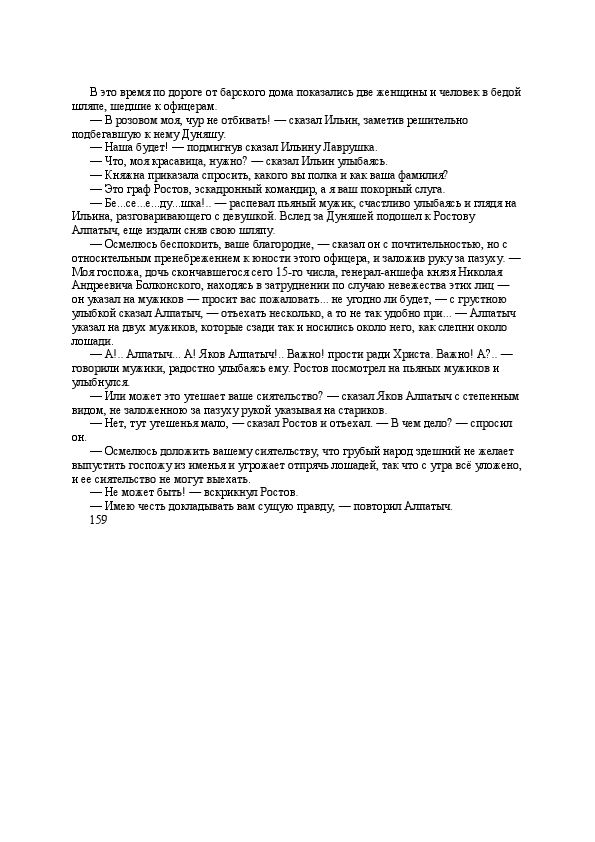 В это время по дороге от барского дома показались две женщины и человек в бедой
шляпе, шедшие к офицерам.
— В розовом моя, чур не отбивать! — сказал Ильин, заметив решительно
подбегавшую к нему Дуняшу.
— Наша будет! — подмигнув сказал Ильину Лаврушка.
— Что, моя красавица, нужно? — сказал Ильин улыбаясь.
— Княжна приказала спросить, какого вы полка и как ваша фамилия?
— Это граф Ростов, эскадронный командир, а я ваш покорный слуга.
— Бе...се...е...ду...шка!.. — распевал пьяный мужик, счастливо улыбаясь и глядя на
Ильина, разговаривающего с девушкой. Вслед за Дуняшей подошел к Ростову
Алпатыч, еще издали сняв свою шляпу.
— Осмелюсь беспокоить, ваше благородие, — сказал он с почтительностью, но с
относительным пренебрежением к юности этого офицера, и заложив руку за пазуху. —
Моя госпожа, дочь скончавшегося сего 15-го числа, генерал-аншефа князя Николая
Андреевича Болконского, находясь в затруднении по случаю невежества этих лиц —
он указал на мужиков — просит вас пожаловать... не угодно ли будет, — с грустною
улыбкой сказал Алпатыч, — отъехать несколько, а то не так удобно при... — Алпатыч
указал на двух мужиков, которые сзади так и носились около него, как слепни около
лошади.
— А!.. Алпатыч... А! Яков Алпатыч!.. Важно! прости ради Христа. Важно! А?.. —
говорили мужики, радостно улыбаясь ему. Ростов посмотрел на пьяных мужиков и
улыбнулся.
— Или может это утешает ваше сиятельство? — сказал Яков Алпатыч с степенным
видом, не заложенною за пазуху рукой указывая на стариков.
— Нет, тут утешенья мало, — сказал Ростов и отъехал. — В чем дело? — спросил
он.
— Осмелюсь доложить вашему сиятельству, что грубый народ здешний не желает
выпустить госпожу из именья и угрожает отпрячь лошадей, так что с утра всё уложено,
и ее сиятельство не могут выехать.
— Не может быть! — вскрикнул Ростов.
— Имею честь докладывать вам сущую правду, — повторил Алпатыч.
159